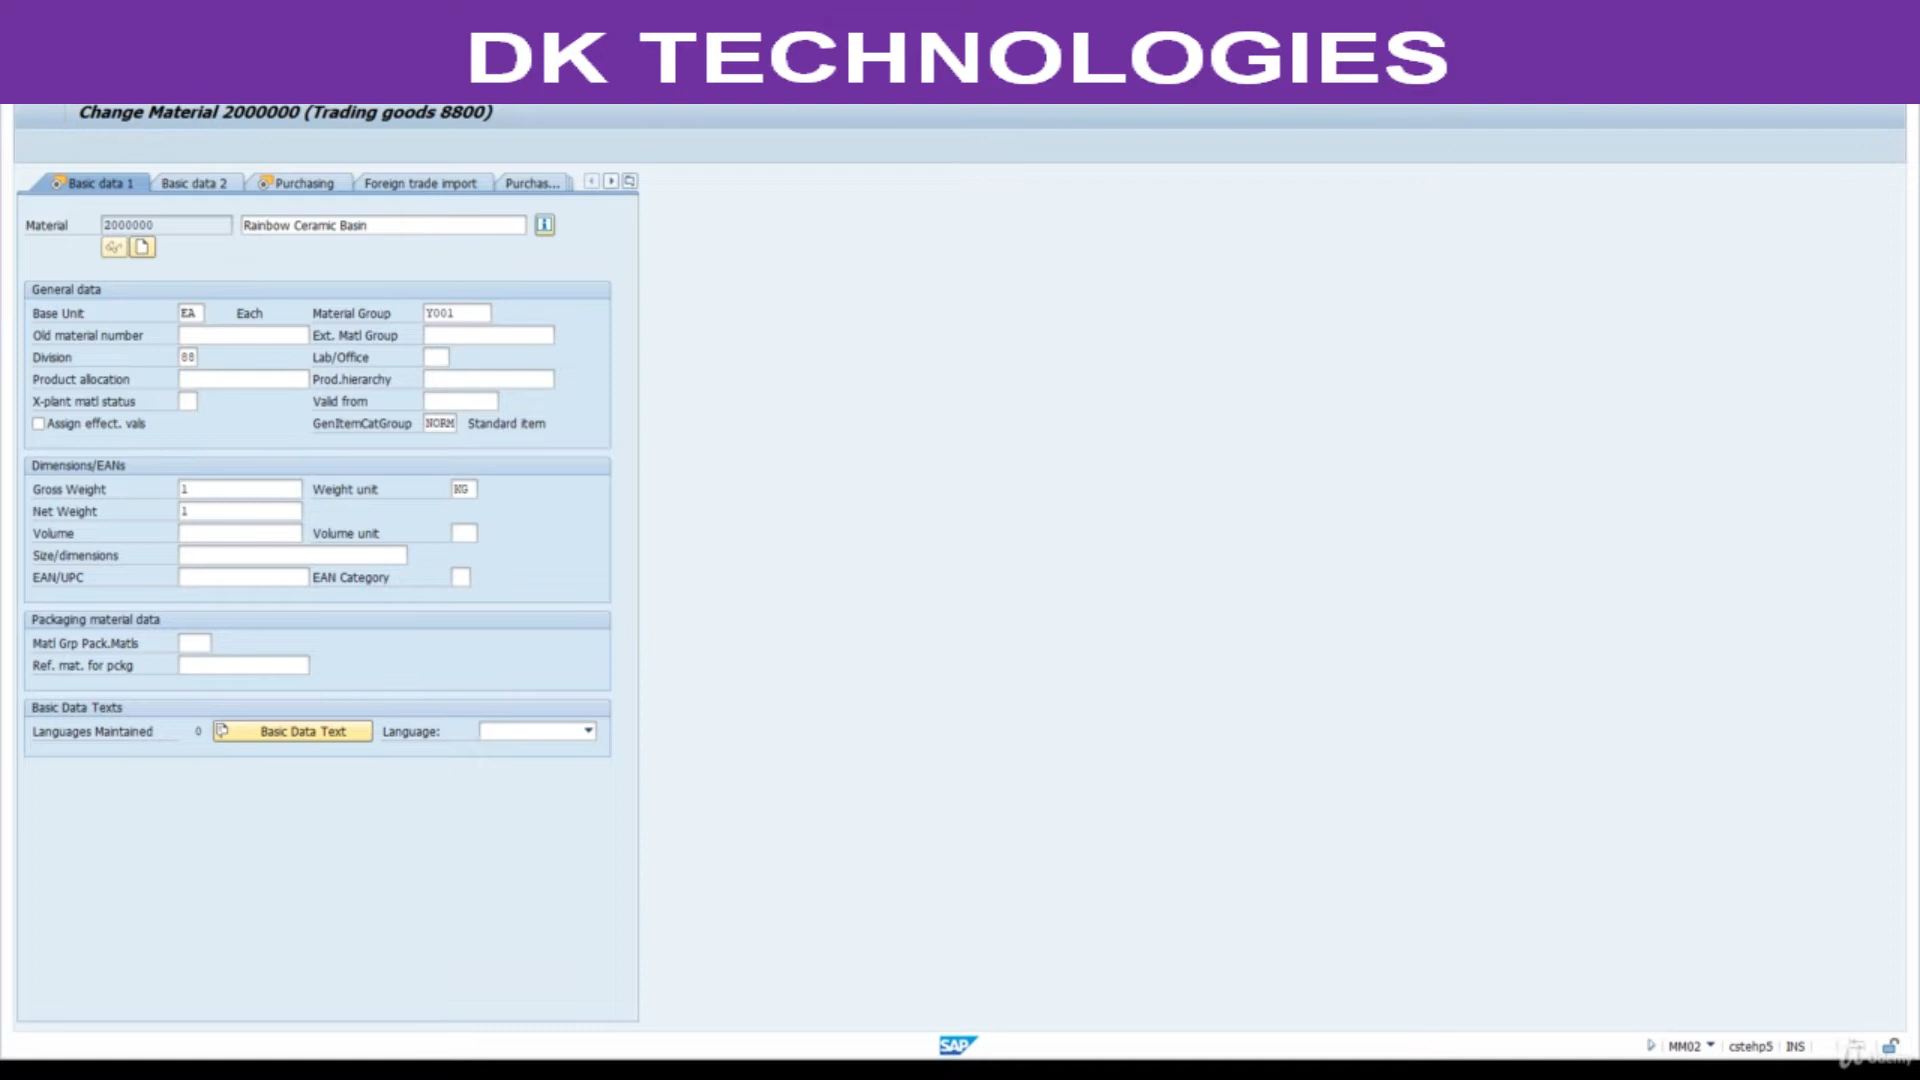 DK TECHNOLOGIES
Change Material 2000000 (Trading goods 8800)
Basic data 1 Basic data 2 Purchasing Foreign trade import Purchas...
Material 2000000 Rainbow Ceramic Basin
General data
Base Unit EA Each Material Group Y001
Old material number Ext. Matl Group
Division 88 Lab/Office
Product allocation Prod.hierarchy
X-plant matl status Valid from
Assign effect. vals GenItemCatGroup NORM Standard item
Dimensions/EANs
Gross Weight 1 Weight unit KG
Net Weight 1
Volume Volume unit
Size/dimensions
EAN/UPC EAN Category
Packaging material data
Matl Grp Pack.Matls
Ref. mat. for pckg
Basic Data Texts
Languages Maintained 0 Basic Data Text Language:
SAP MM02 cstehp5 INS
Udemy